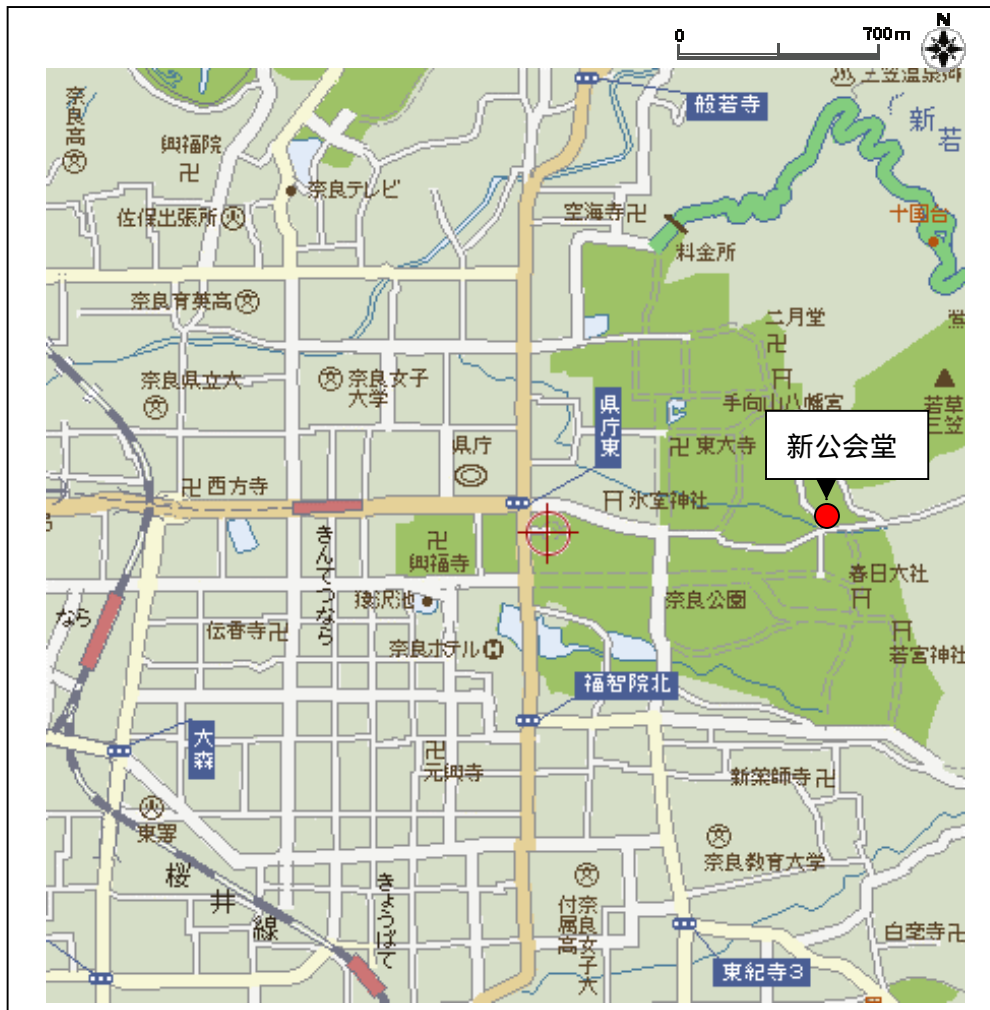 0 700m
N
般若寺
新若
奈良高
興福院
奈良テレビ
佐保出張所
空海寺
料金所
十国台
奈良育英高
二月堂
奈良県立大
奈良女子
大学
県庁東
手向山八幡宮
若草
三笠
県庁
東大寺
新公会堂
西方寺
氷室神社
きんてつなら
興福寺
春日大社
なら
猿沢池
奈良公園
伝香寺
奈良ホテル
若宮神社
福智院北
大森
元興寺
新薬師寺
東署
奈良教育大学
桜井線
きょうばて
奈良女子大
付属高
白毫寺
東紀寺3